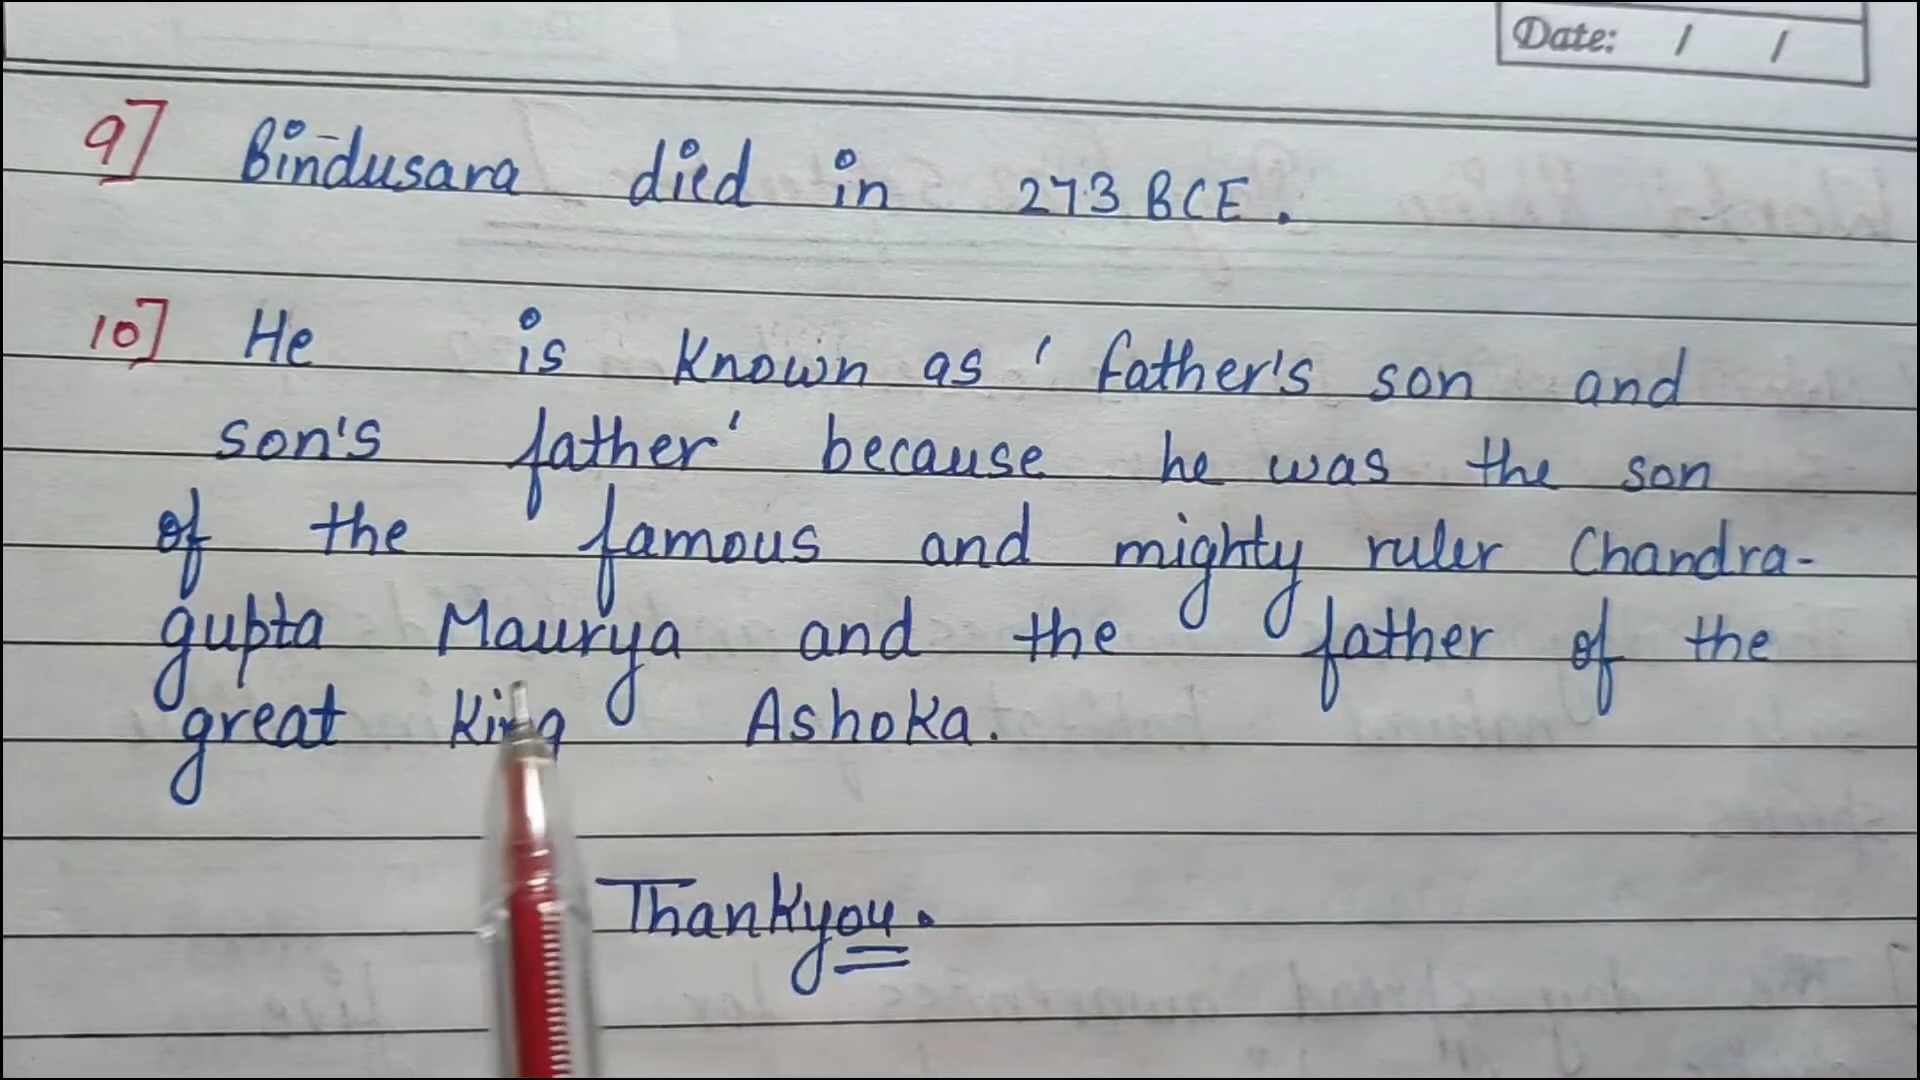 Date: / /
9] Bindusara died in 273 BCE.
10] He is known as 'father's son and
son's father' because he was the son
of the famous and mighty ruler Chandra-
gupta Maurya and the father of the
great King Ashoka.
Thankyou.